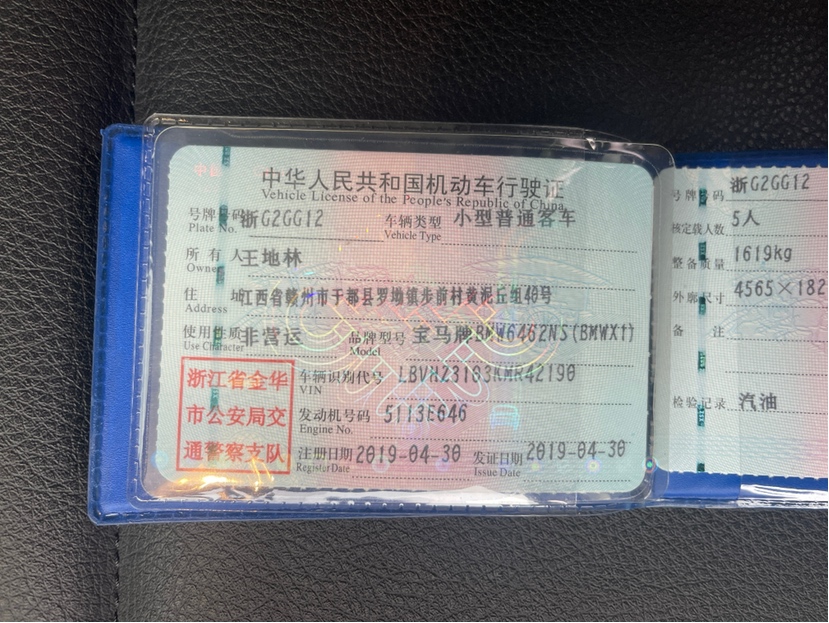 中华人民共和国机动车行驶证
Vehicle License of the People's Republic of China
号牌号码 浙G2GG12 车辆类型 小型普通客车
Plate No. Vehicle Type
所有人 王地林
Owner
住址 江西省赣州市于都县罗坳镇步前村黄泥丘组40号
Address
使用性质 非营运 品牌型号 宝马牌BMW6462NS(BMWX1)
Use Character Model
浙江省金华
市公安局交
通警察支队
车辆识别代号
VIN
发动机号码 5113E646
Engine No.
注册日期 2019-04-30 发证日期 2019-04-30
Register Date Issue Date
号牌号码 浙G2GG12
核定载人数 5人
整备质量 1619kg
外廓尺寸 4565×182
备注
检验记录 汽油